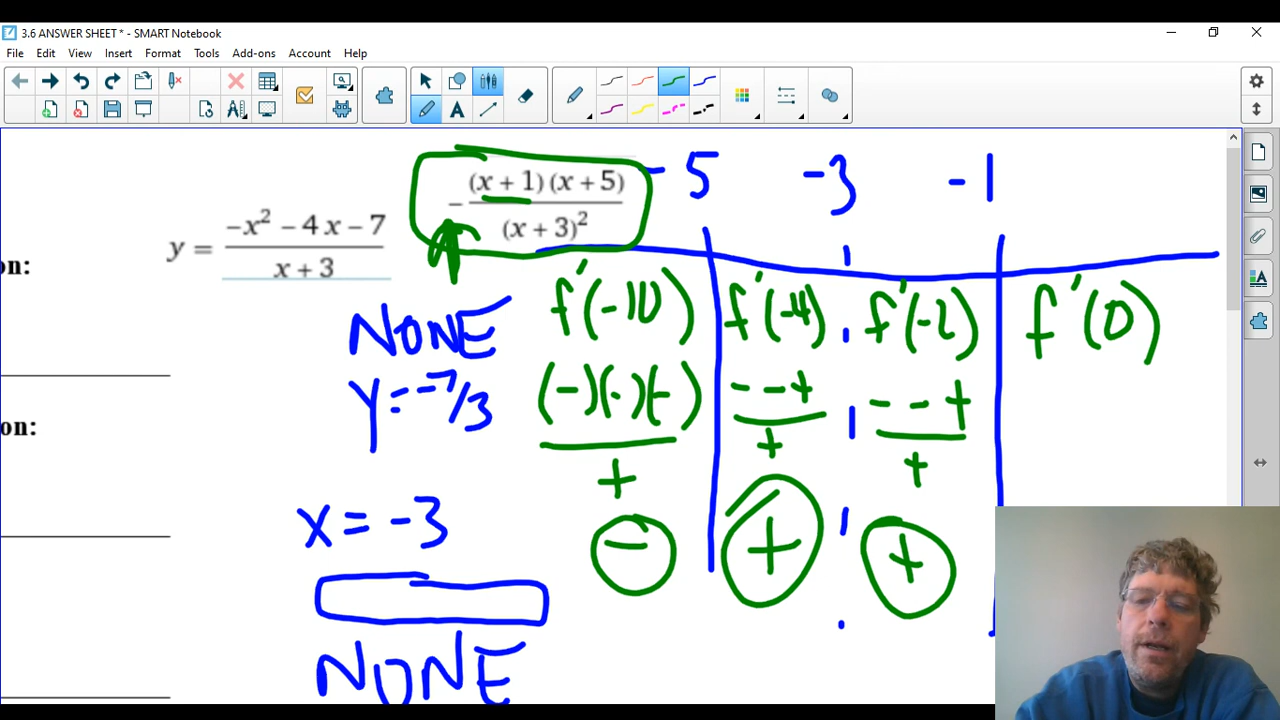 3.6 ANSWER SHEET * - SMART Notebook
File Edit View Insert Format Tools Add-ons Account Help
- 5 -3 -1
y = (-x² - 4x - 7)/(x + 3)
-((x + 1)(x + 5))/((x + 3)²)
on:
NONE
y = -7/3
f'(-10) f'(-4) f'(-2) f'(0)
(-)(-)(-)/+ - - +/+ - - +/+
- + +
on:
x = -3
NONE